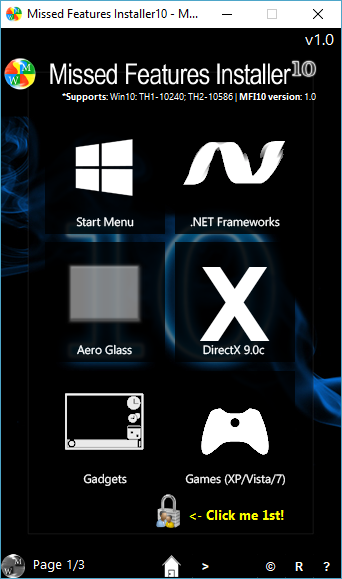 Missed Features Installer10 - M...
v1.0
Missed Features Installer10
*Supports: Win10: TH1-10240; TH2-10586 | MFI10 version: 1.0
Start Menu
.NET Frameworks
Aero Glass
X
DirectX 9.0c
Gadgets
Games (XP/Vista/7)
<- Click me 1st!
Page 1/3
> © R ?